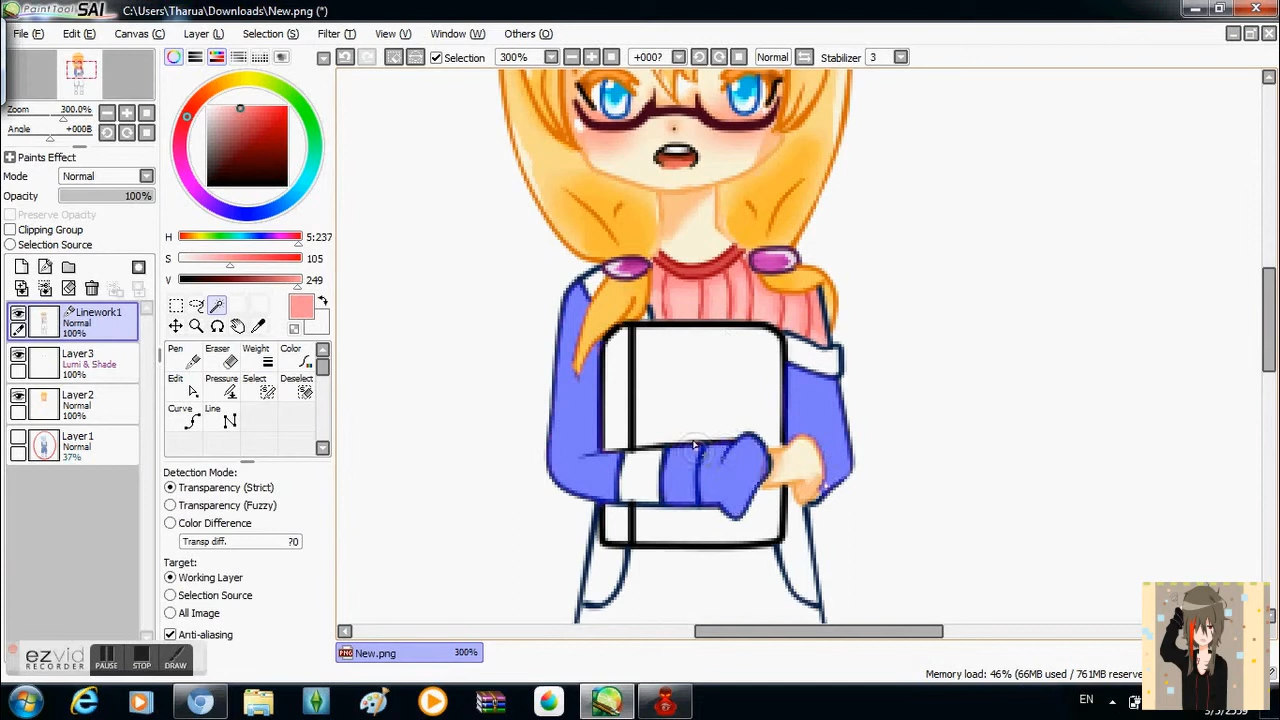 PaintTool SAI C:\Users\Tharua\Downloads\New.png (*)
File (F) Edit (E) Canvas (C) Layer (L) Selection (S) Filter (T) View (V) Window (W) Others (O)
Selection 300% +000? Normal Stabilizer 3
Zoom 300.0%
Angle +000B
Paints Effect
Mode Normal
Opacity 100%
Preserve Opacity
Clipping Group
Selection Source
H 5:237
S 105
V 249
Linework1
Normal
100%
Layer3
Lumi & Shade
100%
Layer2
Normal
100%
Layer1
Normal
37%
Pen Eraser Weight Color
Edit Pressure Select Deselect
Curve Line
Detection Mode:
Transparency (Strict)
Transparency (Fuzzy)
Color Difference
Transp diff. ?0
Target:
Working Layer
Selection Source
All Image
Anti-aliasing
ezvid
RECORDER
PAUSE STOP DRAW
New.png 300%
Memory load: 46% (66MB used / 761MB reserved
EN